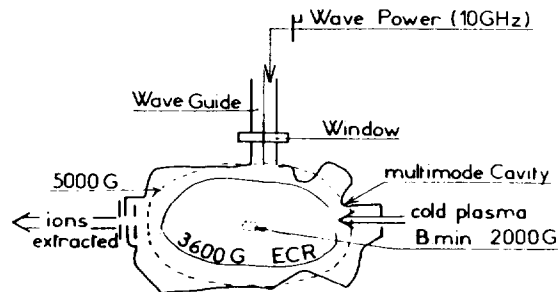 μ Wave Power (10GHz)
Wave Guide
Window
5000 G
multimode Cavity
ions
extracted
cold plasma
B min 2000G
3600 G ECR